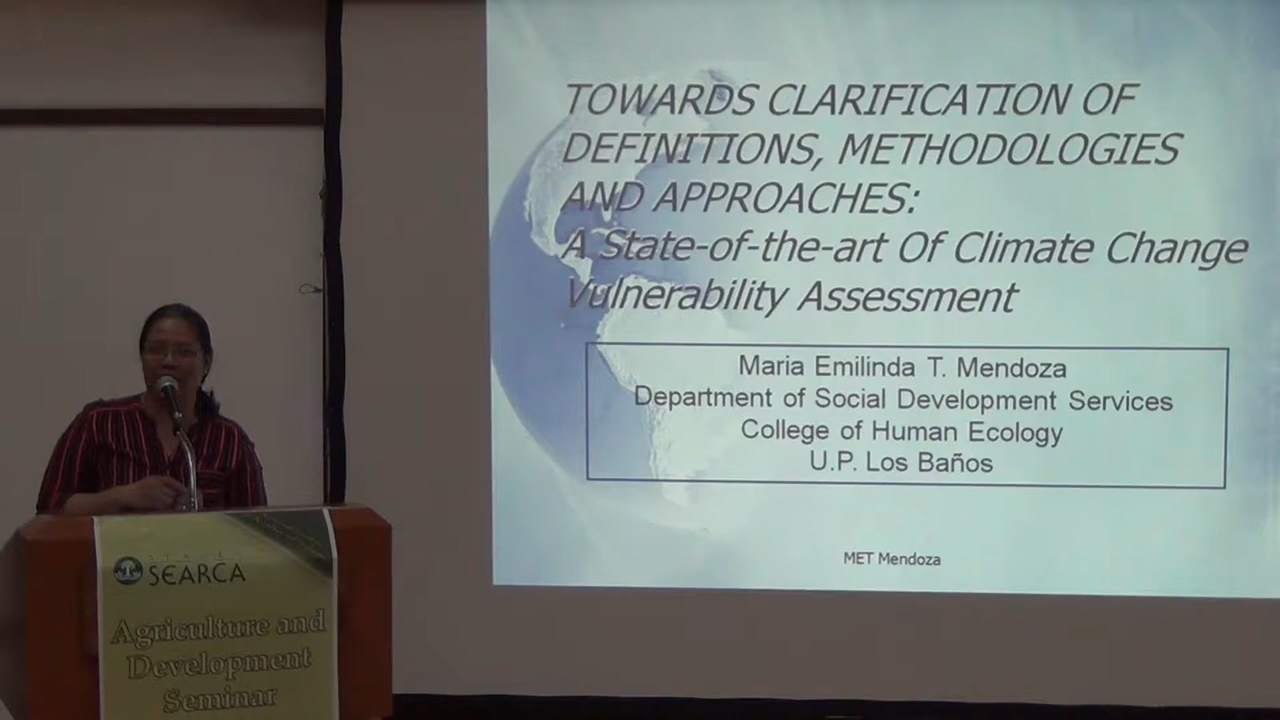 TOWARDS CLARIFICATION OF
DEFINITIONS, METHODOLOGIES
AND APPROACHES:
A State-of-the-art Of Climate Change
Vulnerability Assessment
Maria Emilinda T. Mendoza
Department of Social Development Services
College of Human Ecology
U.P. Los Baños
MET Mendoza
SEARCA
Agriculture and
Development
Seminar